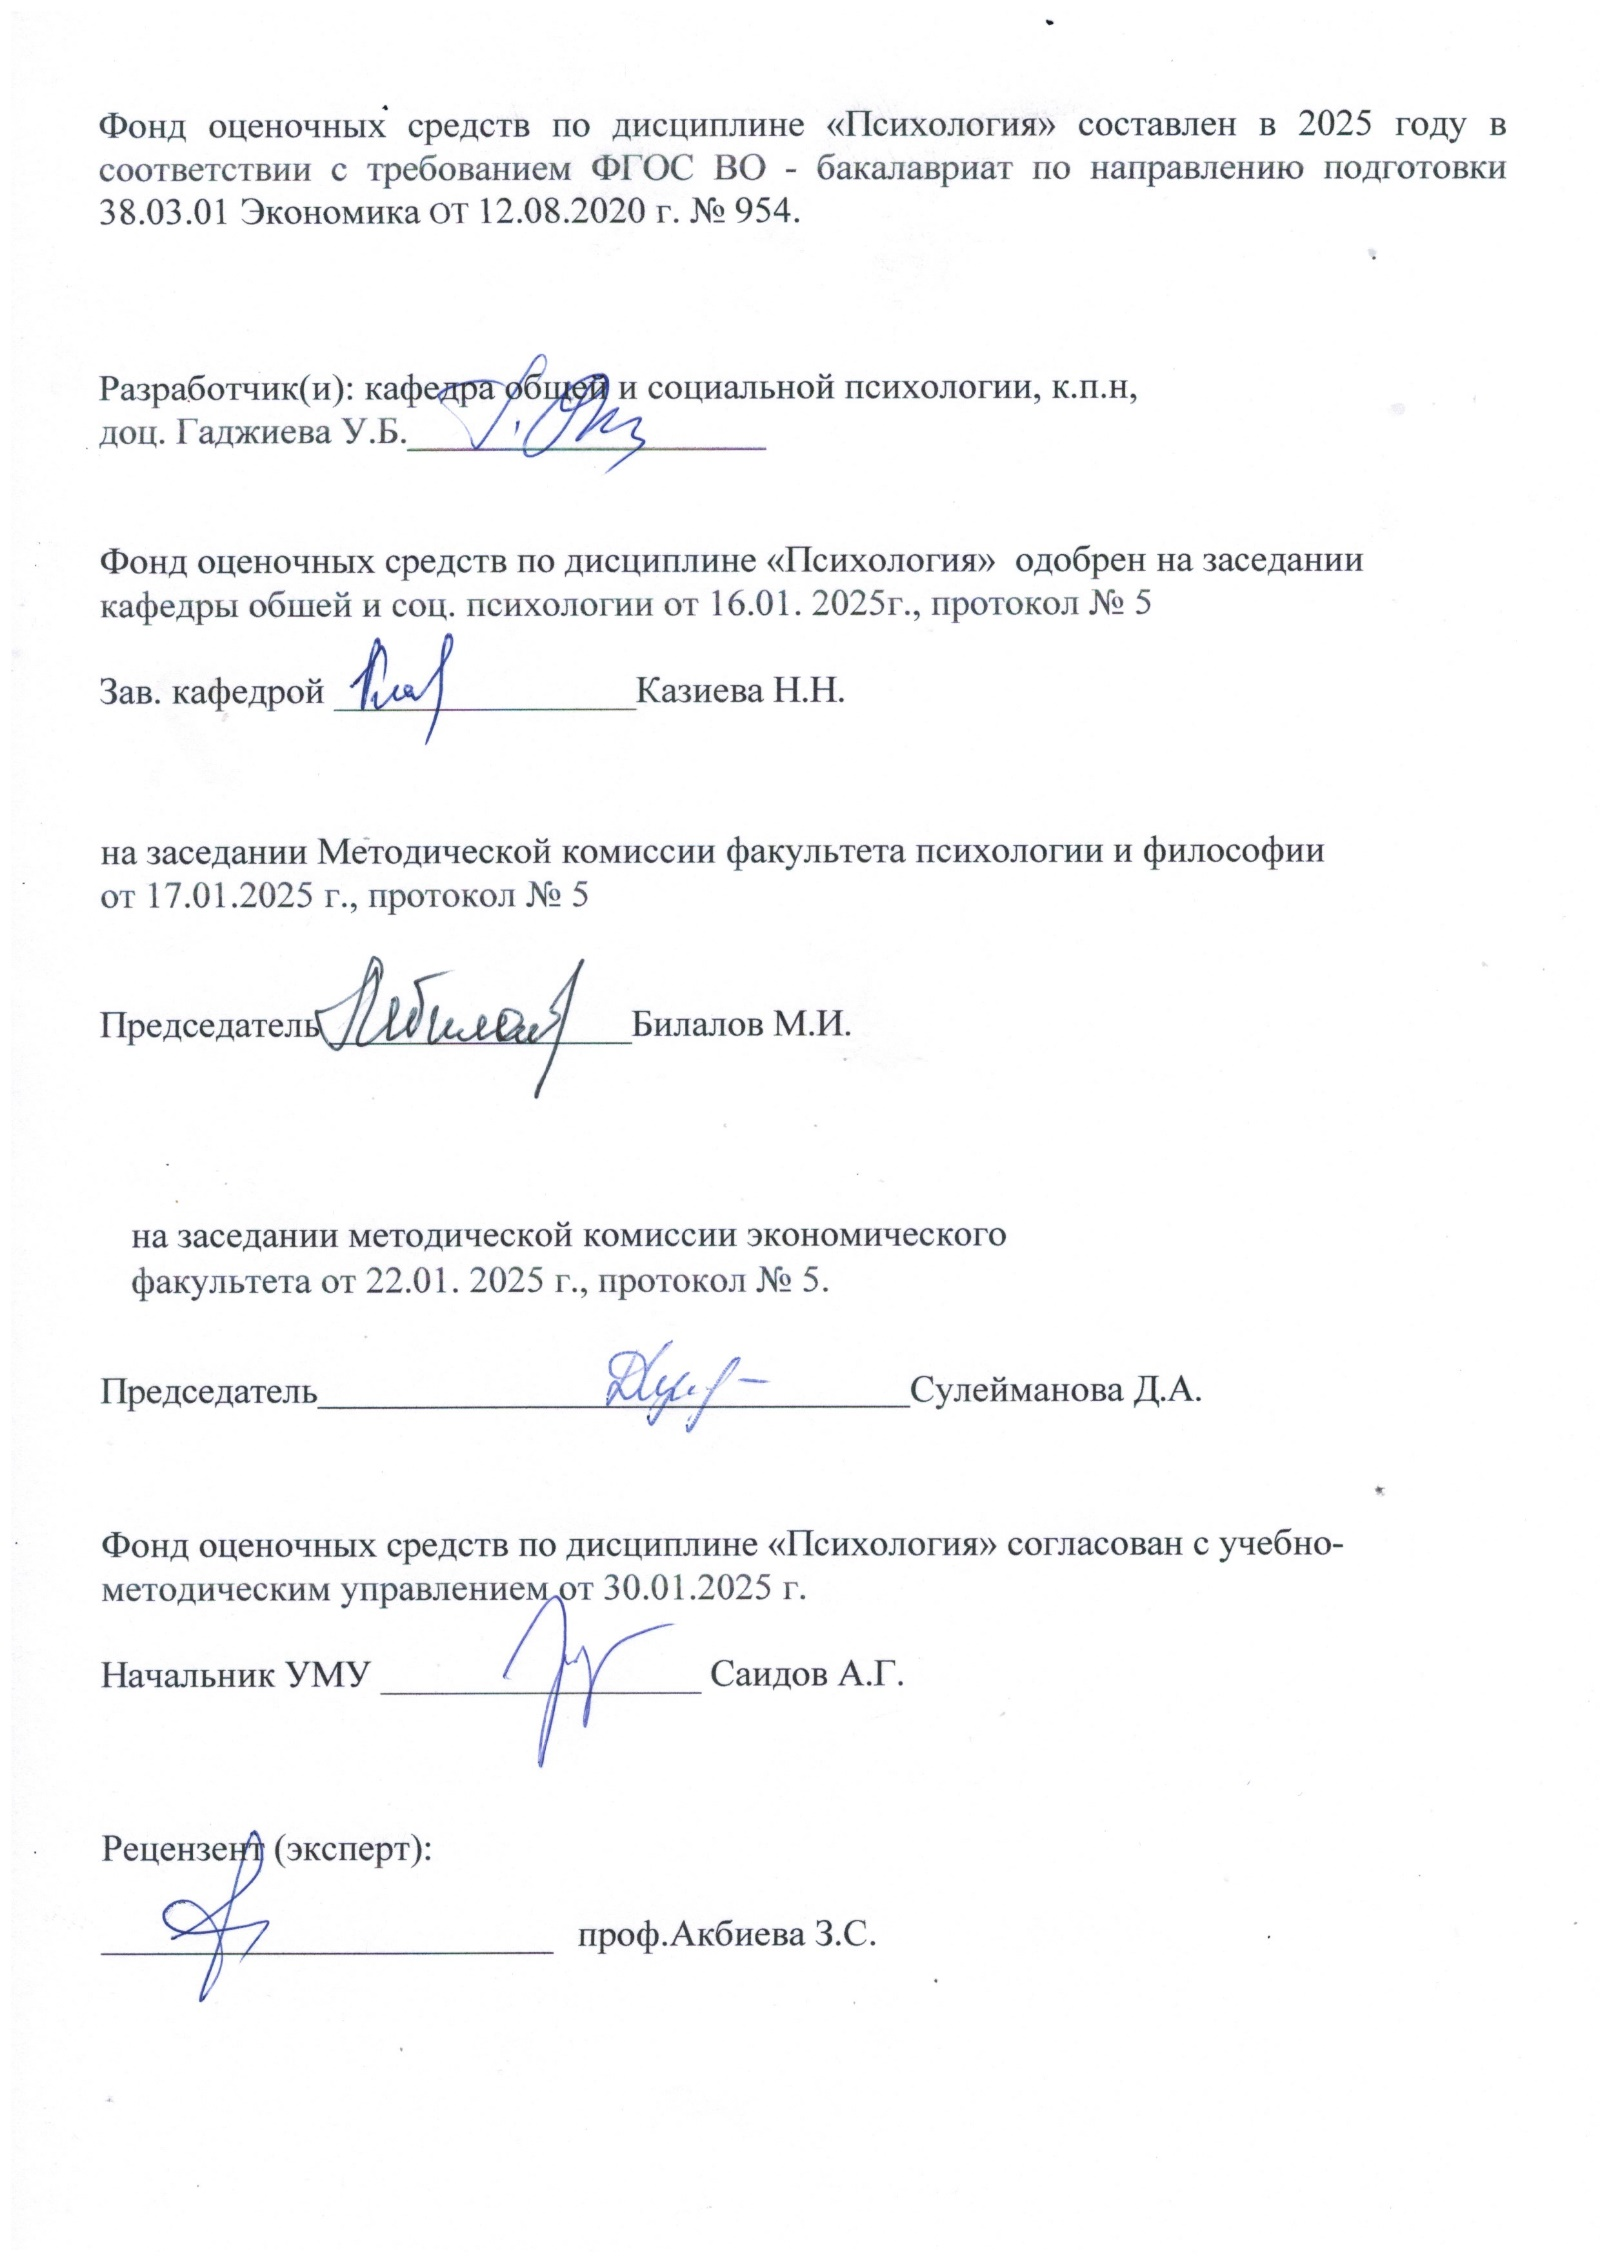 Фонд оценочных средств по дисциплине «Психология» составлен в 2025 году в
соответствии с требованием ФГОС ВО - бакалавриат по направлению подготовки
38.03.01 Экономика ОТ 12.08.2020 г. № 954.
Разработчик(и): кафедра общей и социальной психологии, к.п.н,
доц. Гаджиева У.Б.
Фонд оценочных средств по дисциплине «Психология» одобрен на заседании
кафедры обшей и соц. психологии от 16.01. 2025г., протокол № 5
Зав. кафедрой Казиева Н.Н.
на заседании Методической комиссии факультета психологии и философии
от 17.01.2025 г., протокол № 5
Председатель Билалов М.И.
на заседании методической комиссии экономического
факультета от 22.01. 2025 г., протокол № 5.
Председатель Сулейманова Д.А.
Фонд оценочных средств по дисциплине «Психология» согласован с учебно-
методическим управлением от 30.01.2025 г.
Начальник УМУ Саидов А.Г.
Рецензент (эксперт):
проф.Акбиева З.С.